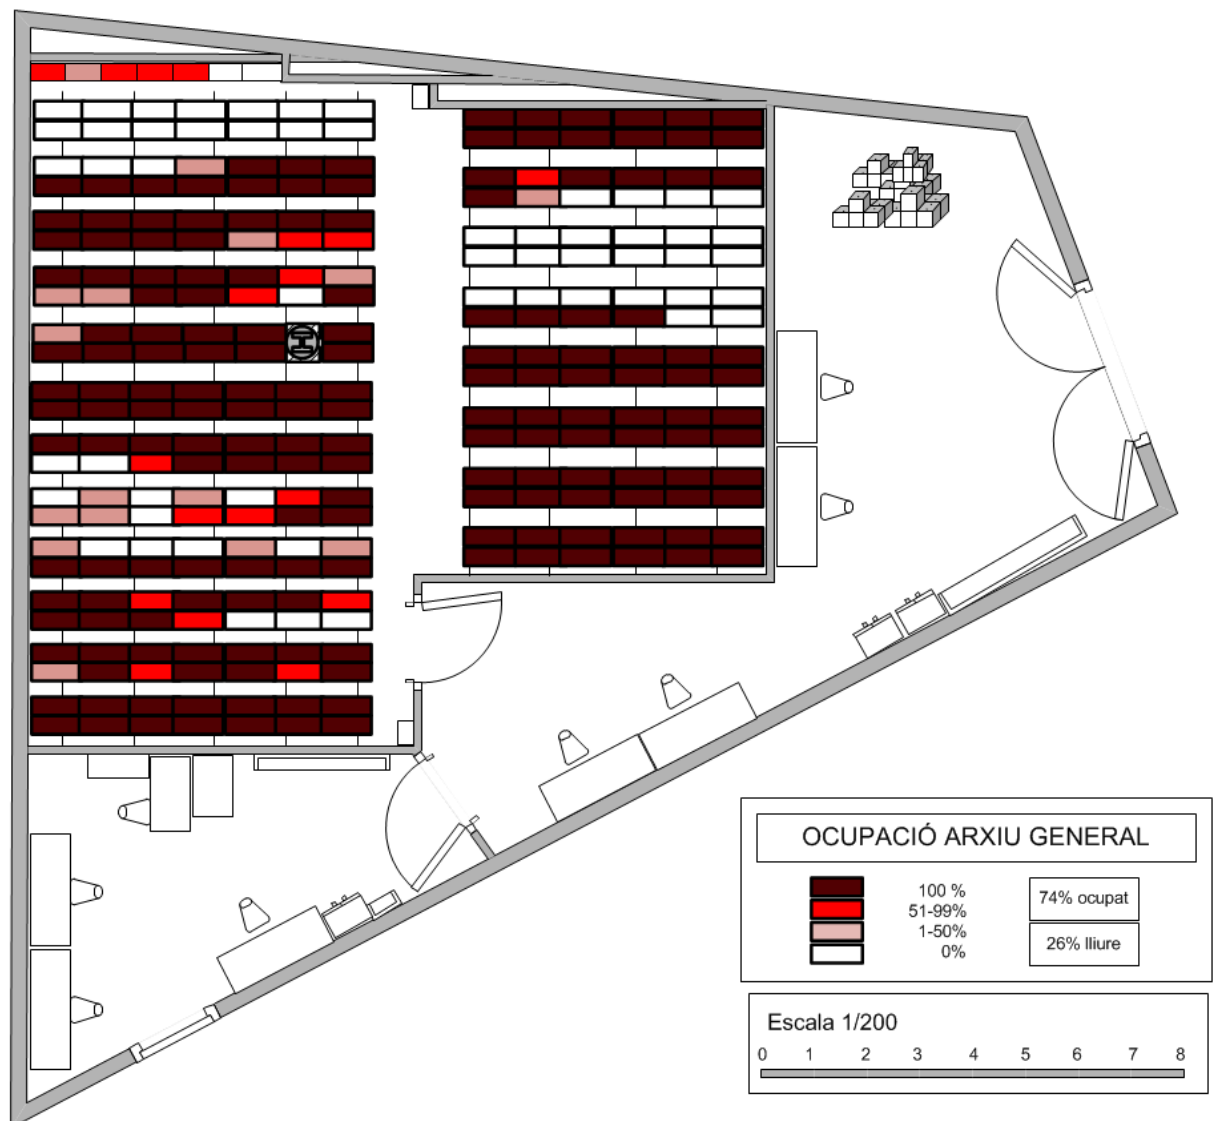 OCUPACIÓ ARXIU GENERAL
100 %
51-99%
1-50%
0%
74% ocupat
26% lliure
Escala 1/200
0 1 2 3 4 5 6 7 8